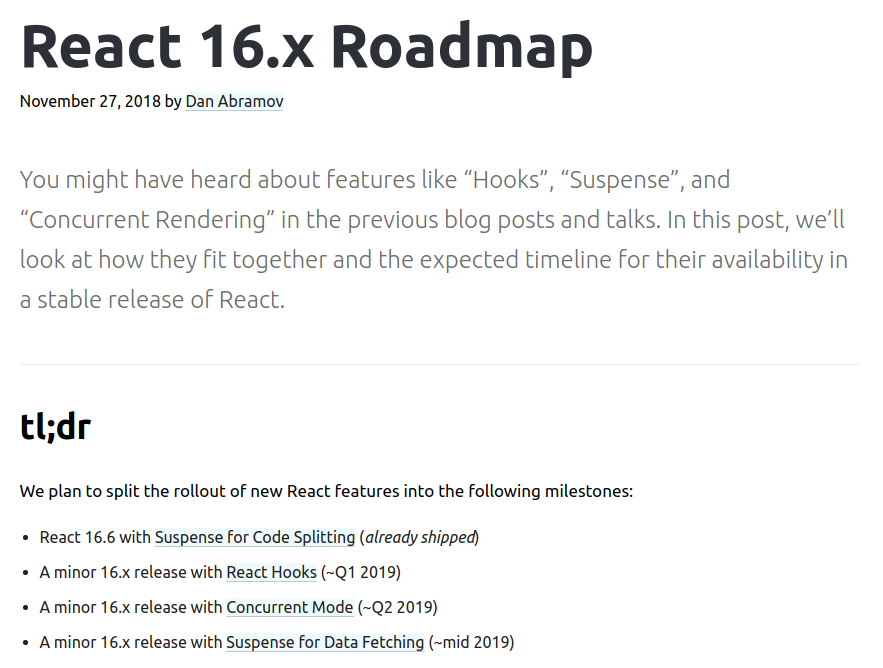 React 16.x Roadmap
November 27, 2018 by Dan Abramov
You might have heard about features like “Hooks”, “Suspense”, and
“Concurrent Rendering” in the previous blog posts and talks. In this post, we’ll
look at how they fit together and the expected timeline for their availability in
a stable release of React.
tl;dr
We plan to split the rollout of new React features into the following milestones:
• React 16.6 with Suspense for Code Splitting (already shipped)
• A minor 16.x release with React Hooks (~Q1 2019)
• A minor 16.x release with Concurrent Mode (~Q2 2019)
• A minor 16.x release with Suspense for Data Fetching (~mid 2019)